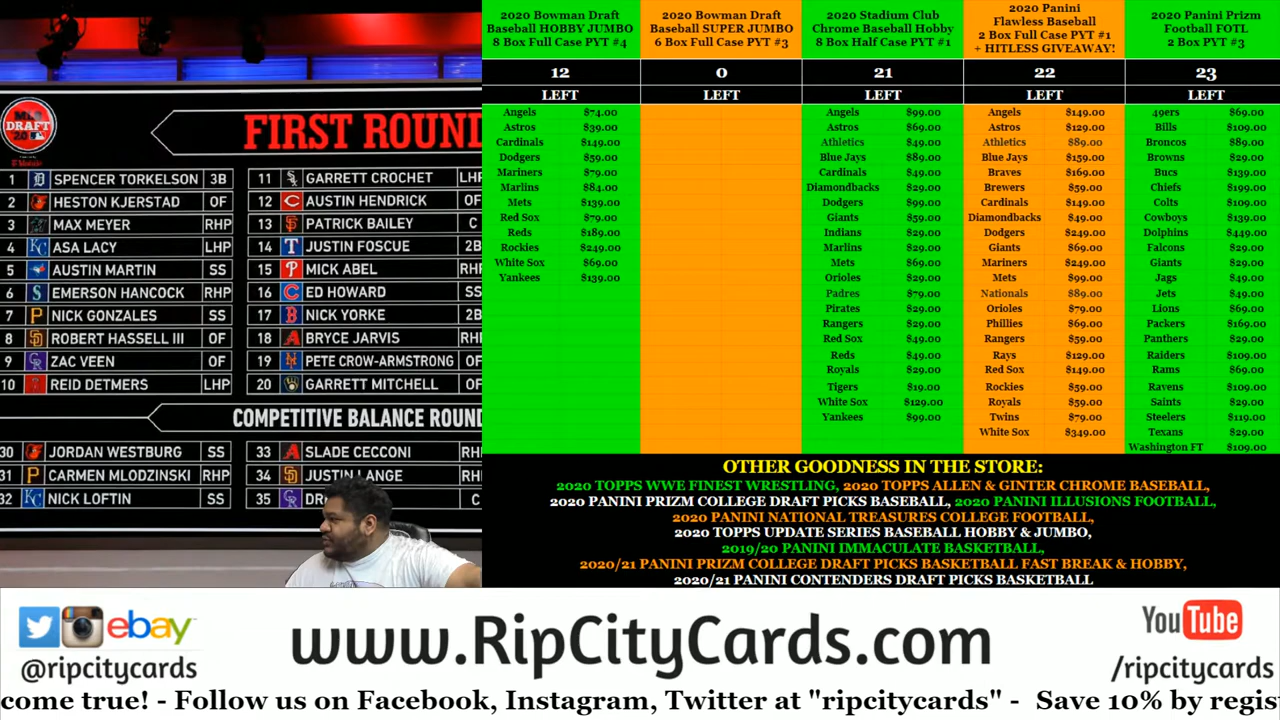 MLB
DRAFT
2.0
FIRST ROUND
1 SPENCER TORKELSON 3B
2 HESTON KJERSTAD OF
3 MAX MEYER RHP
4 ASA LACY LHP
5 AUSTIN MARTIN SS
6 EMERSON HANCOCK RHP
7 NICK GONZALES SS
8 ROBERT HASSELL III OF
9 ZAC VEEN OF
10 REID DETMERS LHP
11 GARRETT CROCHET LH
12 AUSTIN HENDRICK OF
13 PATRICK BAILEY C
14 JUSTIN FOSCUE 2B
15 MICK ABEL RH
16 ED HOWARD SS
17 NICK YORKE 2B
18 BRYCE JARVIS RH
19 PETE CROW-ARMSTRONG OF
20 GARRETT MITCHELL OF
COMPETITIVE BALANCE ROUN
30 JORDAN WESTBURG SS
31 CARMEN MLODZINSKI RHP
32 NICK LOFTIN SS
33 SLADE CECCONI RH
34 JUSTIN LANGE RH
35 DR C
2020 Bowman Draft
Baseball HOBBY JUMBO
8 Box Full Case PYT #4
12
LEFT
Angels $74.00
Astros $39.00
Cardinals $149.00
Dodgers $59.00
Mariners $79.00
Marlins $84.00
Mets $139.00
Red Sox $79.00
Reds $189.00
Rockies $249.00
White Sox $69.00
Yankees $139.00
2020 Bowman Draft
Baseball SUPER JUMBO
6 Box Full Case PYT #3
0
LEFT
2020 Stadium Club
Chrome Baseball Hobby
8 Box Half Case PYT #1
21
LEFT
Angels $99.00
Astros $69.00
Athletics $49.00
Blue Jays $89.00
Cardinals $49.00
Diamondbacks $29.00
Dodgers $99.00
Giants $59.00
Indians $29.00
Marlins $29.00
Mets $69.00
Orioles $29.00
Padres $79.00
Pirates $29.00
Rangers $29.00
Red Sox $49.00
Reds $49.00
Royals $29.00
Tigers $19.00
White Sox $129.00
Yankees $99.00
2020 Panini
Flawless Baseball
2 Box Full Case PYT #1
+ HITLESS GIVEAWAY!
22
LEFT
Angels $149.00
Astros $129.00
Athletics $89.00
Blue Jays $159.00
Braves $169.00
Brewers $59.00
Cardinals $149.00
Diamondbacks $49.00
Dodgers $249.00
Giants $69.00
Mariners $249.00
Mets $99.00
Nationals $89.00
Orioles $79.00
Phillies $69.00
Rangers $59.00
Rays $129.00
Red Sox $149.00
Rockies $59.00
Royals $59.00
Twins $79.00
White Sox $349.00
2020 Panini Prizm
Football FOTL
2 Box PYT #3
23
LEFT
49ers $69.00
Bills $109.00
Broncos $89.00
Browns $29.00
Bucs $139.00
Chiefs $199.00
Colts $109.00
Cowboys $139.00
Dolphins $449.00
Falcons $29.00
Giants $29.00
Jags $49.00
Jets $49.00
Lions $69.00
Packers $169.00
Panthers $29.00
Raiders $109.00
Rams $69.00
Ravens $109.00
Saints $29.00
Steelers $119.00
Texans $29.00
Washington FT $109.00
OTHER GOODNESS IN THE STORE:
2020 TOPPS WWE FINEST WRESTLING, 2020 TOPPS ALLEN & GINTER CHROME BASEBALL,
2020 PANINI PRIZM COLLEGE DRAFT PICKS BASEBALL, 2020 PANINI ILLUSIONS FOOTBALL,
2020 PANINI NATIONAL TREASURES COLLEGE FOOTBALL,
2020 TOPPS UPDATE SERIES BASEBALL HOBBY & JUMBO,
2019/20 PANINI IMMACULATE BASKETBALL,
2020/21 PANINI PRIZM COLLEGE DRAFT PICKS BASKETBALL FAST BREAK & HOBBY,
2020/21 PANINI CONTENDERS DRAFT PICKS BASKETBALL
ebay
@ripcitycards
www.RipCityCards.com
YouTube
/ripcitycards
come true! - Follow us on Facebook, Instagram, Twitter at "ripcitycards" - Save 10% by regis